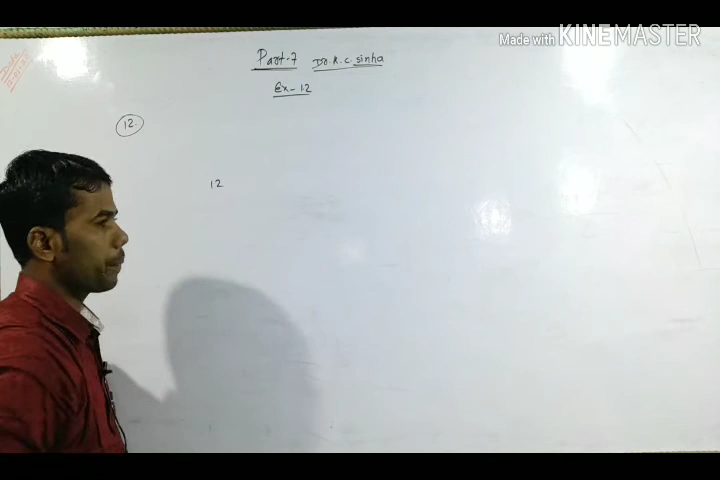 Made with KINEMASTER
Part-7 Dr. K. C. sinha
Ex- 12
12.
12